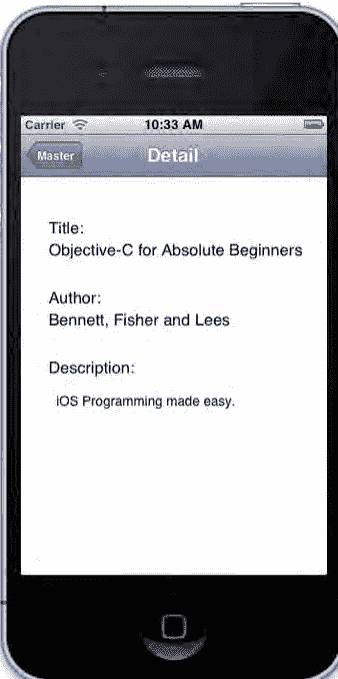 Carrier 10:33 AM
Master Detail
Title:
Objective-C for Absolute Beginners
Author:
Bennett, Fisher and Lees
Description:
iOS Programming made easy.